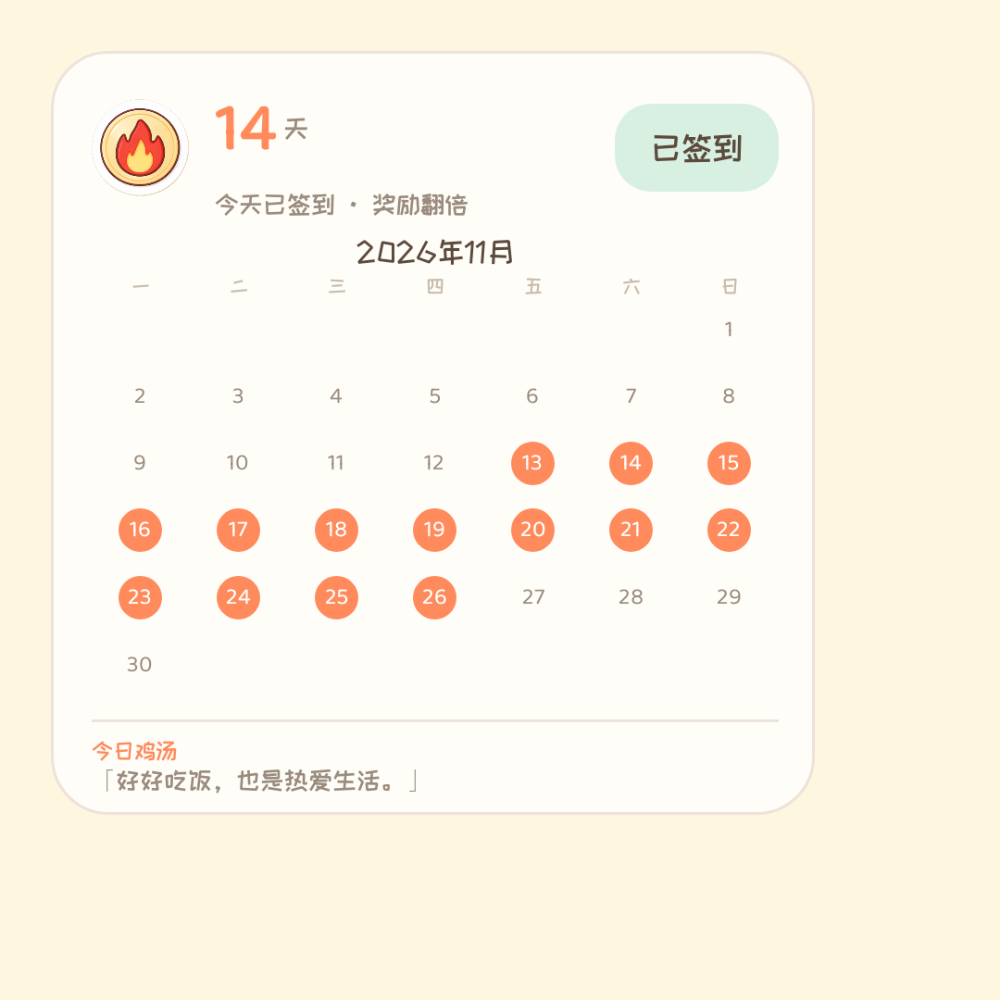 14 天
已签到
今天已签到 · 奖励翻倍
2026年11月
一 二 三 四 五 六 日
1
2 3 4 5 6 7 8
9 10 11 12 13 14 15
16 17 18 19 20 21 22
23 24 25 26 27 28 29
30
今日鸡汤
「好好吃饭，也是热爱生活。」